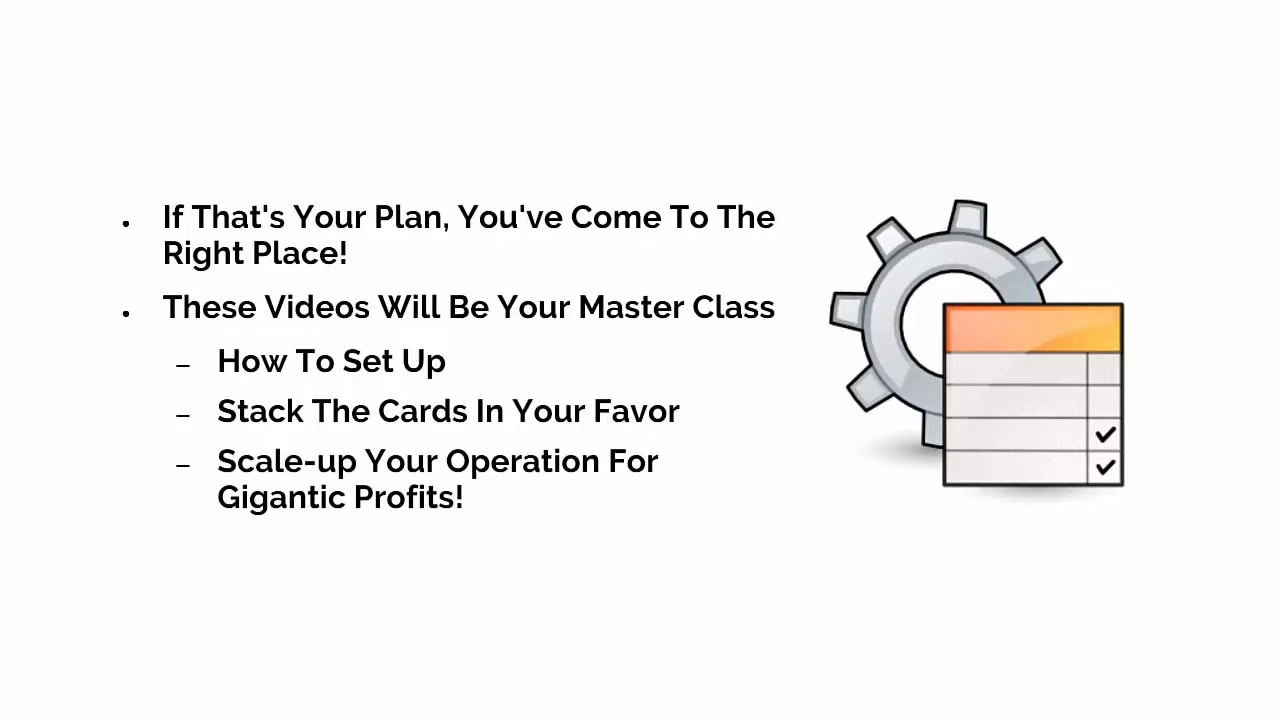 • If That's Your Plan, You've Come To The
Right Place!
• These Videos Will Be Your Master Class
– How To Set Up
– Stack The Cards In Your Favor
– Scale-up Your Operation For
Gigantic Profits!